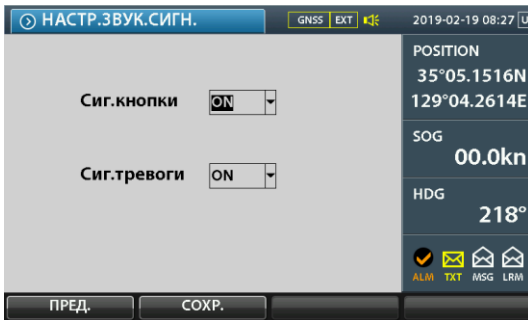 НАСТР.ЗВУК.СИГН.
GNSS EXT
2019-02-19 08:27 U
Сиг.кнопки ON
Сиг.тревоги ON
POSITION
35°05.1516N
129°04.2614E
SOG
00.0kn
HDG
218°
ALM TXT MSG LRM
ПРЕД. СОХР.